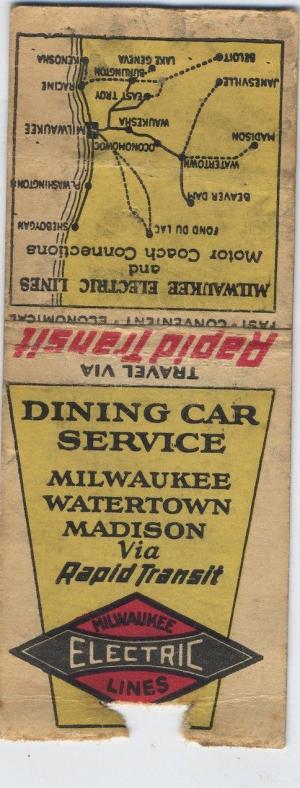 DINING CAR
SERVICE
MILWAUKEE
WATERTOWN
MADISON
Via
Rapid Transit
MILWAUKEE
ELECTRIC
LINES
TRAVEL VIA
Rapid Transit
FAST - CONVENIENT - ECONOMICAL
MILWAUKEE ELECTRIC LINES
and
Motor Coach Connections
FOND DU LAC
SHEBOYGAN
BEAVER DAM
PT. WASHINGTON
WATERTOWN
OCONOMOWOC
MADISON
WAUKESHA
MILWAUKEE
EAST TROY
JANESVILLE
RACINE
BURLINGTON
LAKE GENEVA
BELOIT
KENOSHA